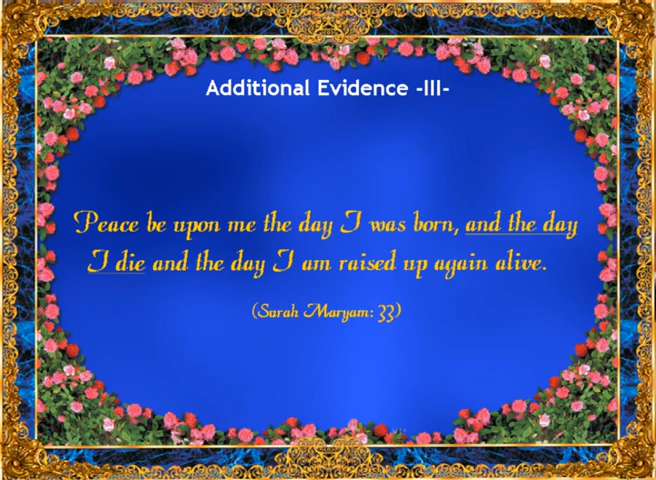 Additional Evidence -III-
Peace be upon me the day I was born, and the day
I die and the day I am raised up again alive.
(Surah Maryam: 33)